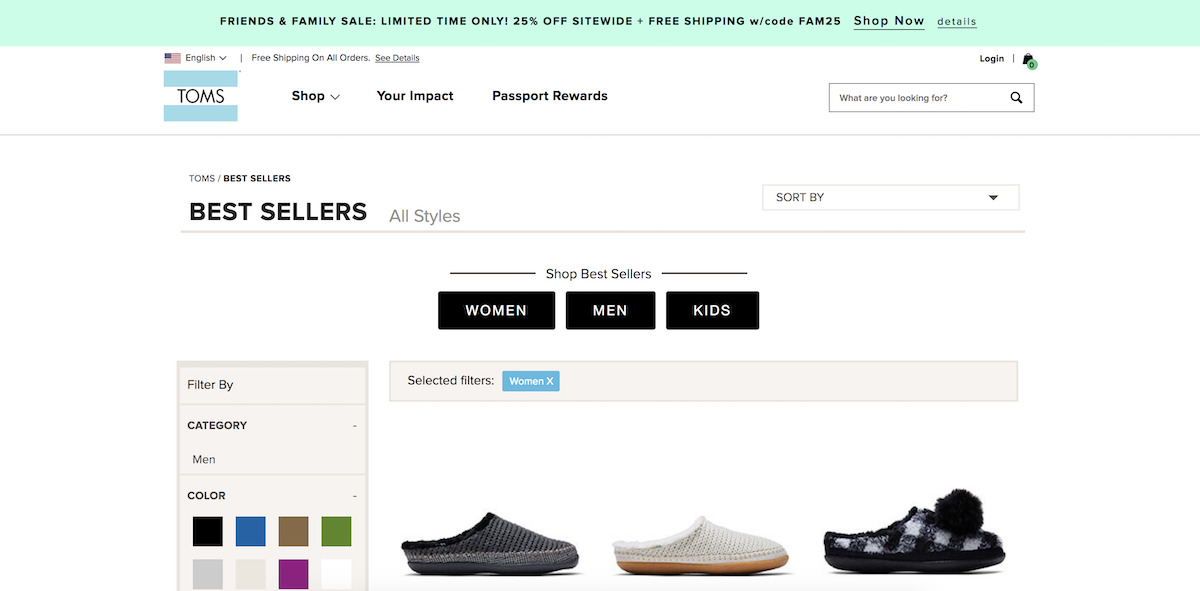 FRIENDS & FAMILY SALE: LIMITED TIME ONLY! 25% OFF SITEWIDE + FREE SHIPPING w/code FAM25 Shop Now details
English | Free Shipping On All Orders. See Details
Login | 0
TOMS
Shop Your Impact Passport Rewards
What are you looking for?
TOMS / BEST SELLERS
BEST SELLERS All Styles
SORT BY
Shop Best Sellers
WOMEN MEN KIDS
Filter By
Selected filters: Women X
CATEGORY -
Men
COLOR -